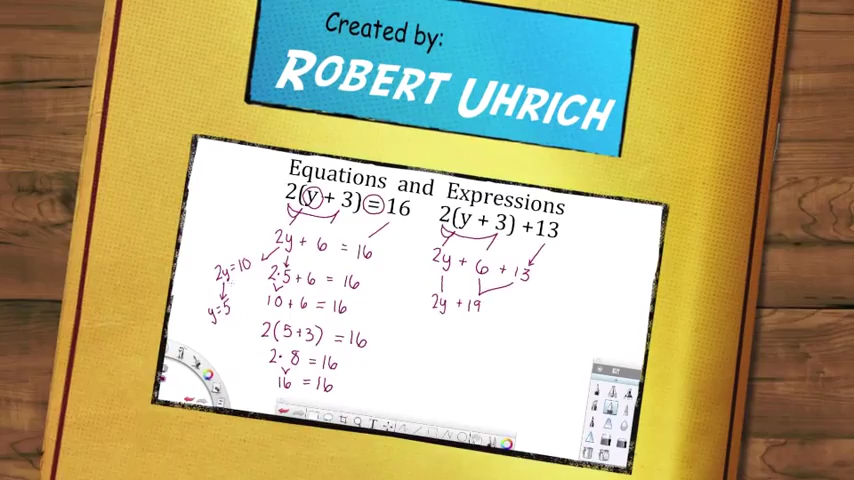 Created by:
ROBERT UHRICH
Equations and Expressions
2(y + 3) = 16
2y + 6 = 16
2y=10
y=5
2·5+6 = 16
10+6 = 16
2(5+3) = 16
2· 8 = 16
16 = 16
2(y + 3) +13
2y + 6 + 13
2y +19